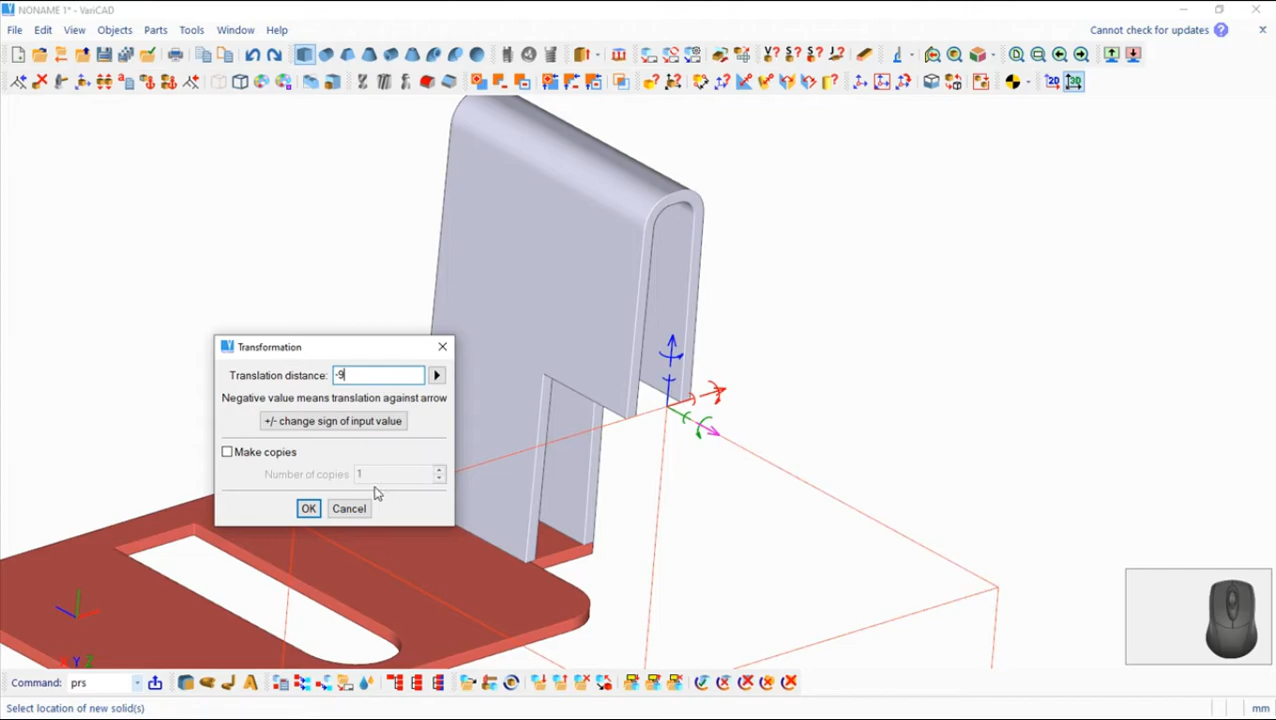 NONAME 1* - VariCAD
File Edit View Objects Parts Tools Window Help
Cannot check for updates
2D 3D
Transformation
Translation distance: -9
Negative value means translation against arrow
+/- change sign of input value
Make copies
Number of copies 1
OK Cancel
X Y Z
Command: prs
Select location of new solid(s)
mm